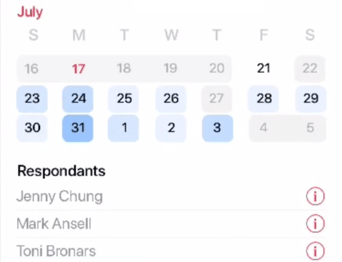 July
S M T W T F S
16 17 18 19 20 21 22
23 24 25 26 27 28 29
30 31 1 2 3 4 5
Respondants
Jenny Chung
Mark Ansell
Toni Bronars